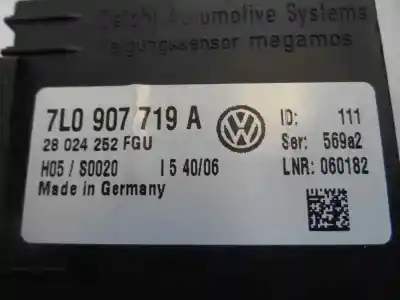 Delphi Automotive Systems
Neigungssensor megamos
7L0 907 719 A
ID: 111
28 024 252 FGU
Ser: 569a2
H05 / S0020 I 5 40/06
LNR: 060182
Made in Germany